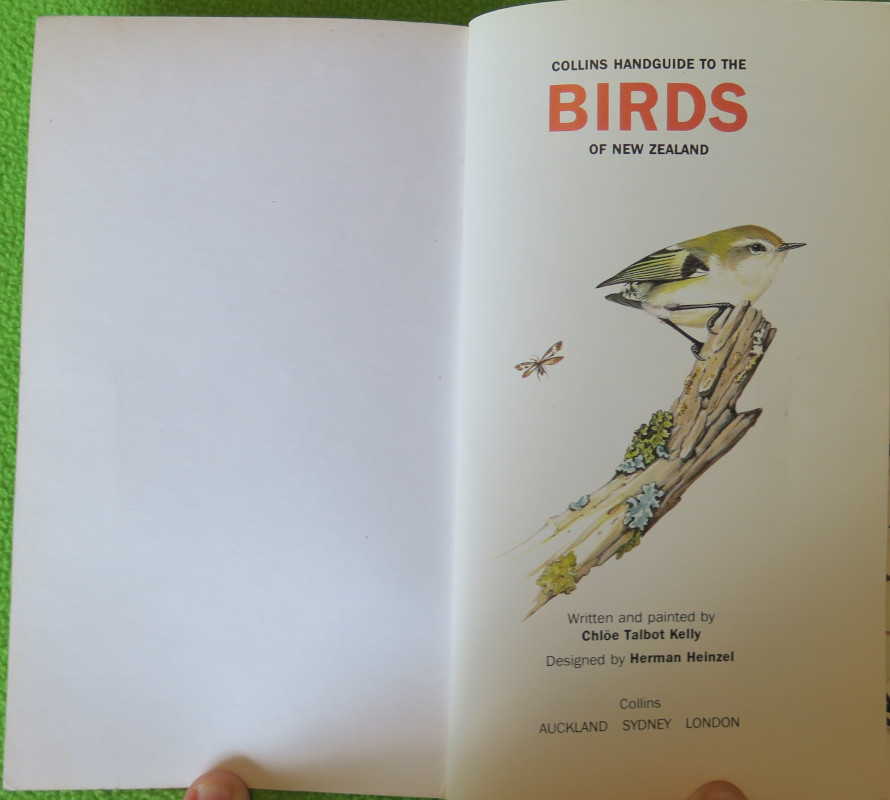 COLLINS HANDGUIDE TO THE
BIRDS
OF NEW ZEALAND
Written and painted by
Chlöe Talbot Kelly
Designed by Herman Heinzel
Collins
AUCKLAND SYDNEY LONDON